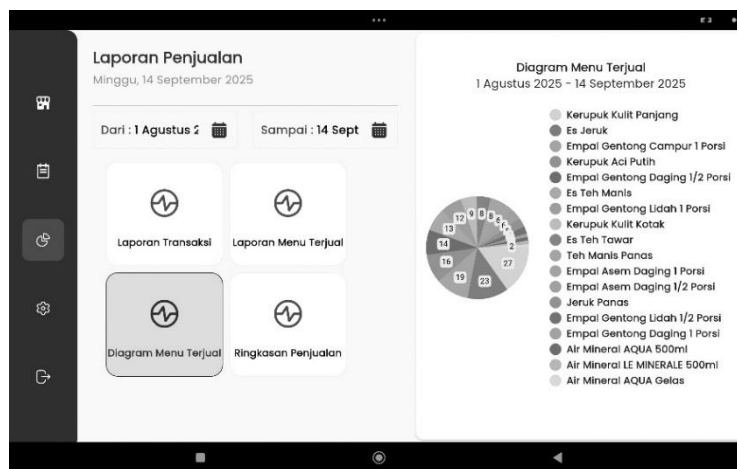 Laporan Penjualan
Minggu, 14 September 2025
Dari : 1 Agustus 2
Sampai : 14 Sept
Laporan Transaksi
Laporan Menu Terjual
Diagram Menu Terjual
Ringkasan Penjualan
Diagram Menu Terjual
1 Agustus 2025 - 14 September 2025
12 9 8 8 6
13
14
16
19
23
27
2
Kerupuk Kulit Panjang
Es Jeruk
Empal Gentong Campur 1 Porsi
Kerupuk Aci Putih
Empal Gentong Daging 1/2 Porsi
Es Teh Manis
Empal Gentong Lidah 1 Porsi
Kerupuk Kulit Kotak
Es Teh Tawar
Teh Manis Panas
Empal Asem Daging 1 Porsi
Empal Asem Daging 1/2 Porsi
Jeruk Panas
Empal Gentong Lidah 1/2 Porsi
Empal Gentong Daging 1 Porsi
Air Mineral AQUA 500ml
Air Mineral LE MINERALE 500ml
Air Mineral AQUA Gelas